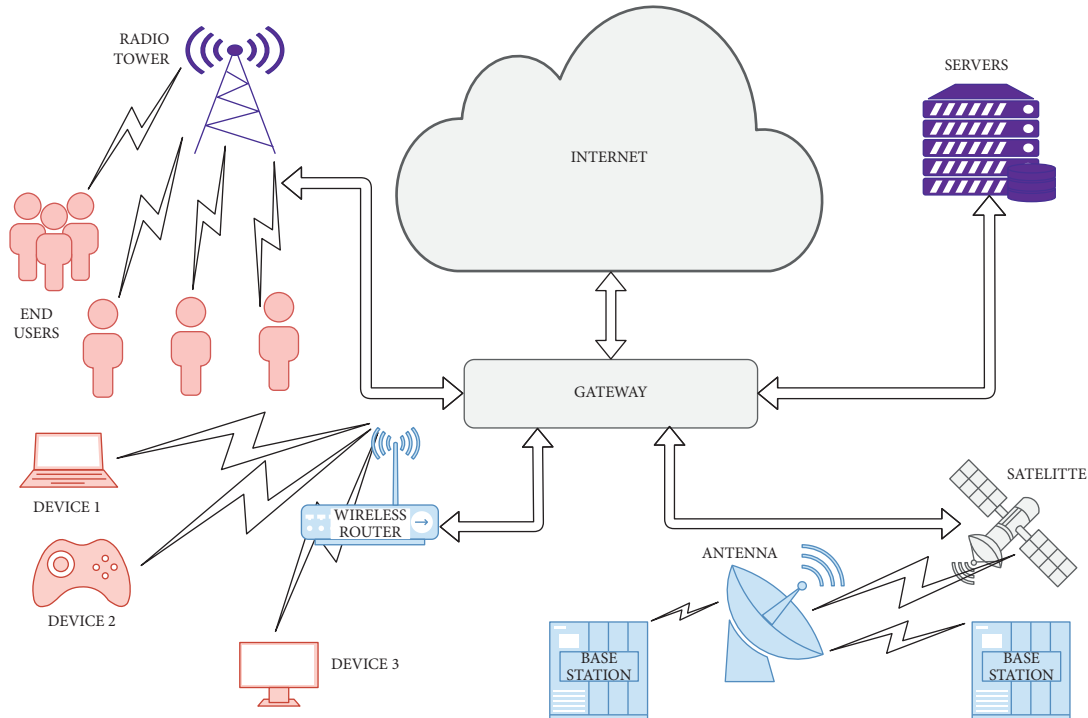 RADIO
TOWER
INTERNET
SERVERS
END
USERS
GATEWAY
DEVICE 1
WIRELESS
ROUTER
SATELITTE
ANTENNA
DEVICE 2
DEVICE 3
BASE
STATION
BASE
STATION